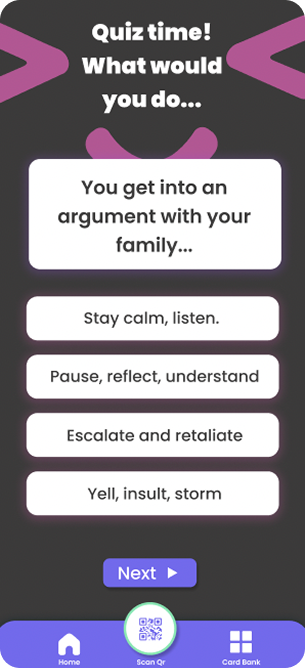 Quiz time!
What would
you do...
You get into an
argument with your
family...
Stay calm, listen.
Pause, reflect, understand
Escalate and retaliate
Yell, insult, storm
Next
Home
Scan Qr
Card Bank